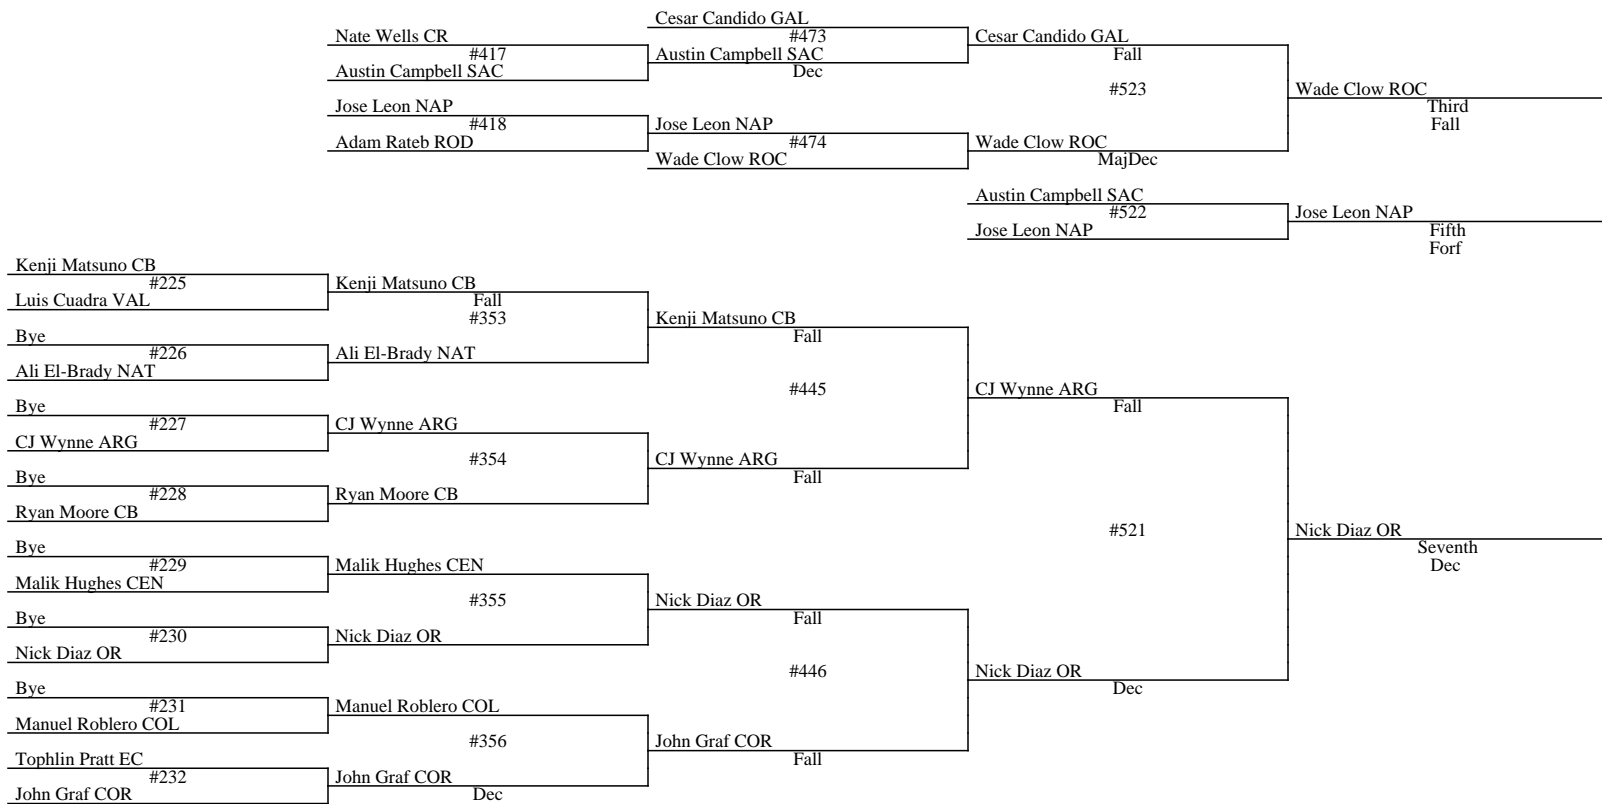 Cesar Candido GAL
Nate Wells CR
#473
Cesar Candido GAL
#417
Austin Campbell SAC
Fall
Austin Campbell SAC
Dec
#523
Wade Clow ROC
Jose Leon NAP
Third
#418
Jose Leon NAP
Fall
Adam Rateb ROD
#474
Wade Clow ROC
Wade Clow ROC
MajDec
Austin Campbell SAC
#522
Jose Leon NAP
Jose Leon NAP
Fifth
Forf
Kenji Matsuno CB
#225
Kenji Matsuno CB
Luis Cuadra VAL
Fall
#353
Kenji Matsuno CB
Bye
Fall
#226
Ali El-Brady NAT
Ali El-Brady NAT
#445
CJ Wynne ARG
Bye
Fall
#227
CJ Wynne ARG
CJ Wynne ARG
#354
CJ Wynne ARG
Bye
Fall
#228
Ryan Moore CB
Ryan Moore CB
#521
Nick Diaz OR
Bye
Seventh
#229
Malik Hughes CEN
Dec
Malik Hughes CEN
#355
Nick Diaz OR
Bye
Fall
#230
Nick Diaz OR
Nick Diaz OR
#446
Nick Diaz OR
Bye
Dec
#231
Manuel Roblero COL
Manuel Roblero COL
#356
John Graf COR
Tophlin Pratt EC
Fall
#232
John Graf COR
John Graf COR
Dec